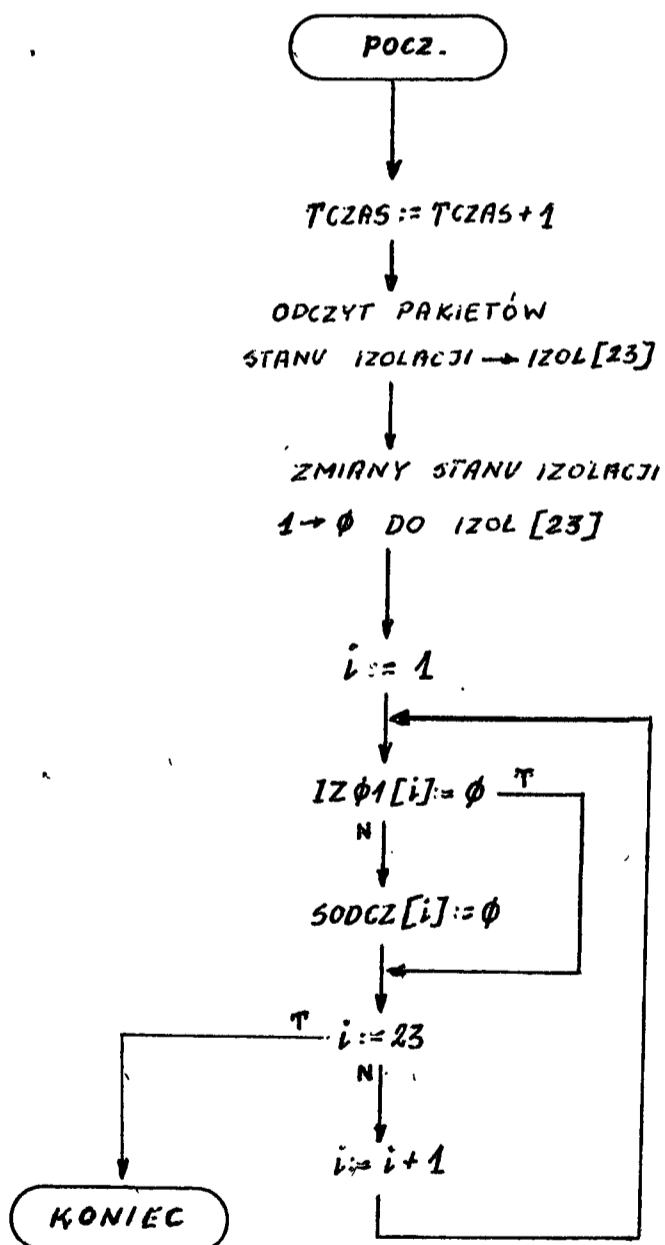 POCZ.
TCZAS := TCZAS + 1
ODCZYT PAKIETÓW
STANU IZOLACJI → IZOL[23]
ZMIANY STANU IZOLACJI
1 → ϕ DO IZOL [23]
i := 1
IZϕ1[i] := ϕ T
N
SODCZ[i] := ϕ
T i := 23
N
i := i + 1
KONIEC